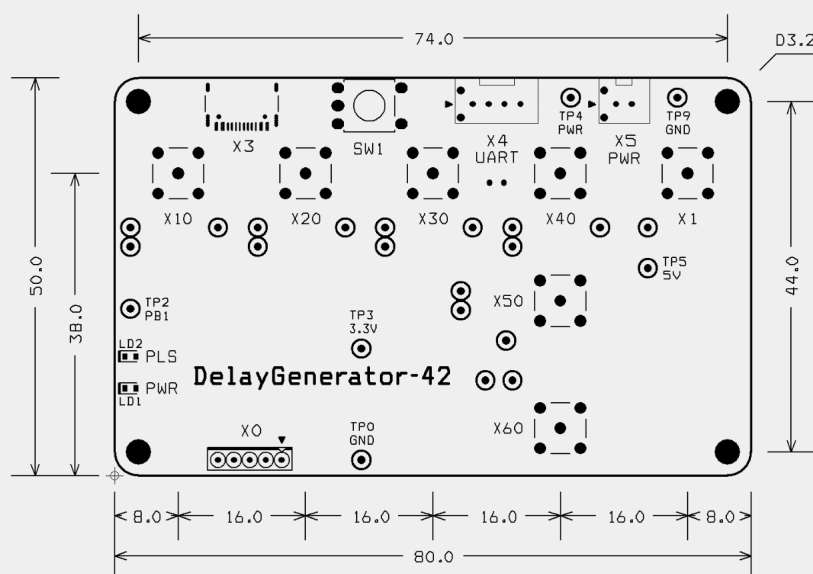 74.0
D3.2
TP4
PWR
TP9
GND
X3
SW1
X4
UART
X5
PWR
X10
X20
X30
X40
X1
50.0
38.0
44.0
TP5
5V
X50
TP2
PB1
TP3
3.3V
LD2
PLS
DelayGenerator-42
PWR
LD1
X0
TP0
GND
X60
8.0
16.0
16.0
16.0
16.0
8.0
80.0